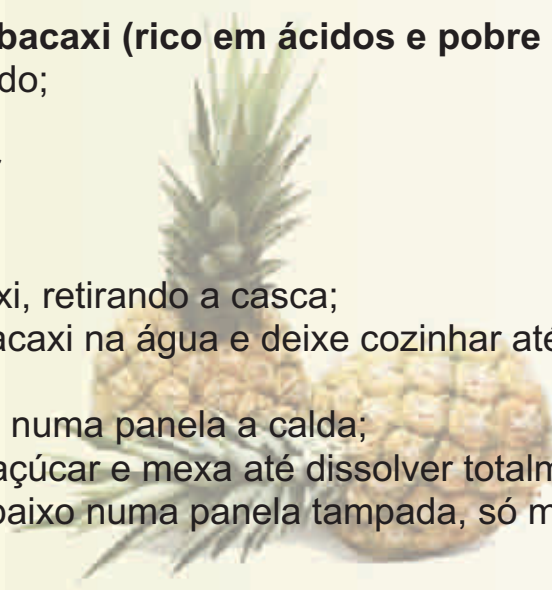 bacaxi (rico em ácidos e pobre
do;
xi, retirando a casca;
acaxi na água e deixe cozinhar até
numa panela a calda;
açúcar e mexa até dissolver totalm
baixo numa panela tampada, só m